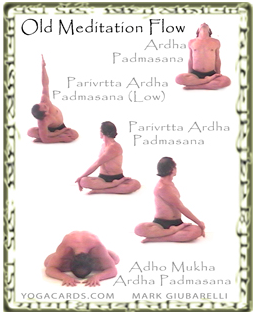 Old Meditation Flow
Ardha
Padmasana
Parivrtta Ardha
Padmasana (Low)
Parivrtta Ardha
Padmasana
Adho Mukha
Ardha Padmasana
YOGACARDS.COM MARK GIUBARELLI